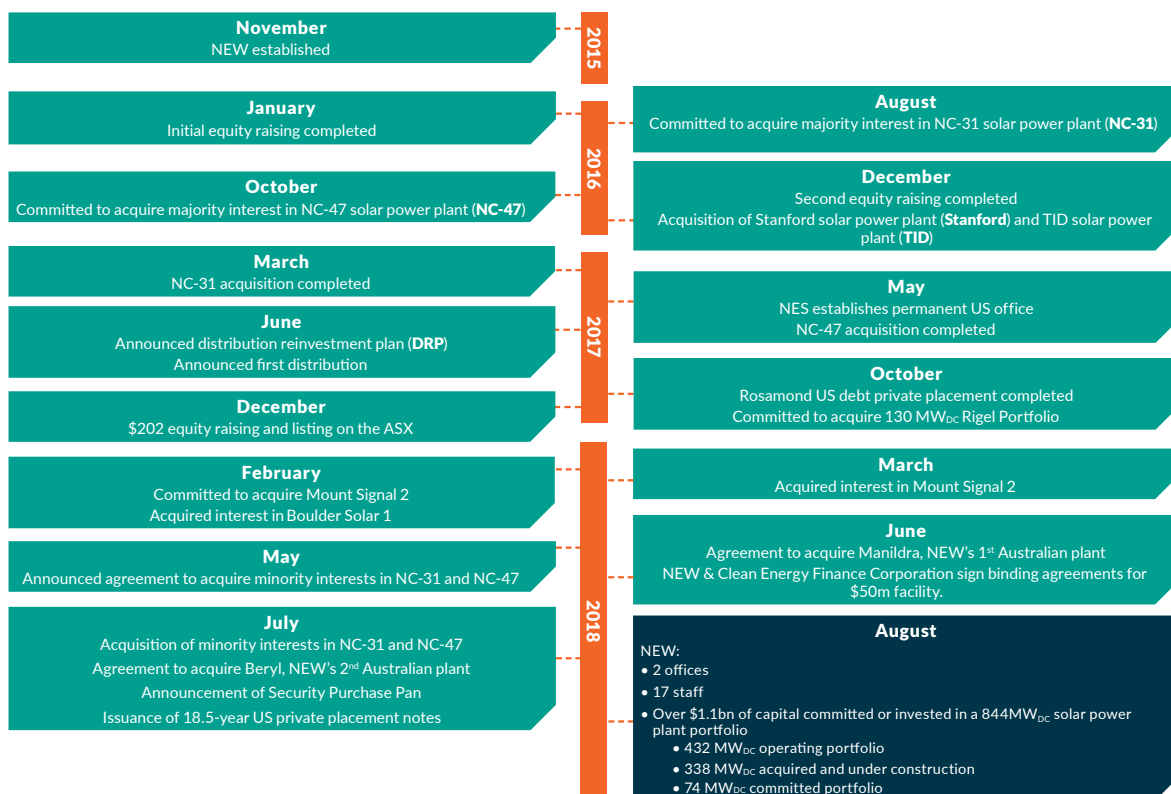 November
NEW established
2015
January
Initial equity raising completed
August
Committed to acquire majority interest in NC-31 solar power plant (NC-31)
2016
October
Committed to acquire majority interest in NC-47 solar power plant (NC-47)
December
Second equity raising completed
Acquisition of Stanford solar power plant (Stanford) and TID solar power
plant (TID)
March
NC-31 acquisition completed
May
NES establishes permanent US office
NC-47 acquisition completed
2017
June
Announced distribution reinvestment plan (DRP)
Announced first distribution
October
Rosamond US debt private placement completed
Committed to acquire 130 MWDC Rigel Portfolio
December
$202 equity raising and listing on the ASX
February
Committed to acquire Mount Signal 2
Acquired interest in Boulder Solar 1
March
Acquired interest in Mount Signal 2
May
Announced agreement to acquire minority interests in NC-31 and NC-47
June
Agreement to acquire Manildra, NEW's 1st Australian plant
NEW & Clean Energy Finance Corporation sign binding agreements for
$50m facility.
2018
July
Acquisition of minority interests in NC-31 and NC-47
Agreement to acquire Beryl, NEW's 2nd Australian plant
Announcement of Security Purchase Pan
Issuance of 18.5-year US private placement notes
August
NEW:
• 2 offices
• 17 staff
• Over $1.1bn of capital committed or invested in a 844MWDC solar power
plant portfolio
• 432 MWDC operating portfolio
• 338 MWDC acquired and under construction
• 74 MWDC committed portfolio